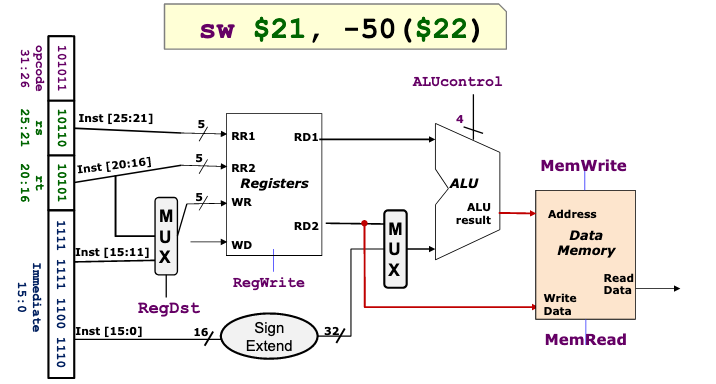 sw $21, -50($22)
opcode
31:26
101011
rs
25:21
10110
rt
20:16
10101
Immediate
15:0
1111 1111 1100 1110
Inst [25:21]
5
Inst [20:16]
5
5
Inst [15:11]
MUX
RegDst
Inst [15:0]
16
Sign
Extend
32
RR1
RR2
WR
WD
Registers
RD1
RD2
RegWrite
MUX
ALUcontrol
4
ALU
ALU
result
MemWrite
Address
Data
Memory
Read
Data
Write
Data
MemRead